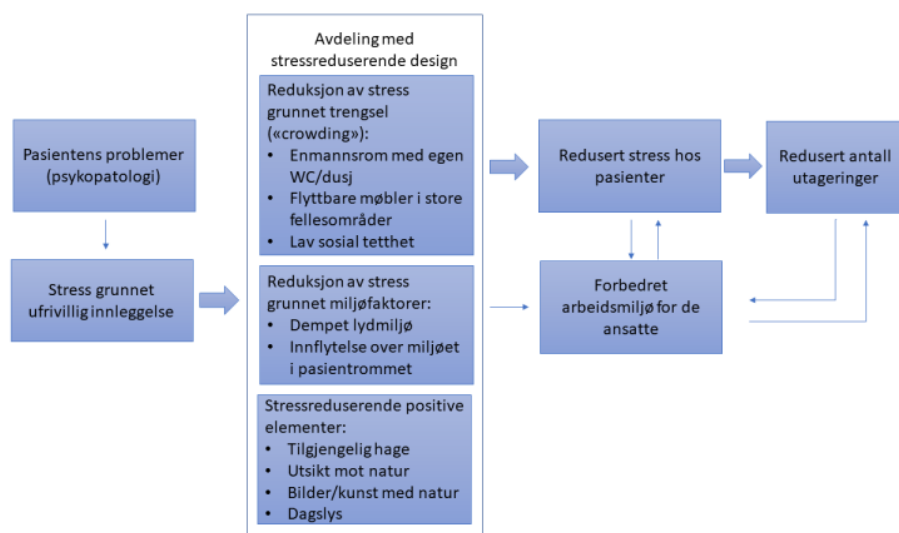 Pasientens problemer
(psykopatologi)
Stress grunnet
ufrivillig innleggelse
Avdeling med
stressreduserende design
Reduksjon av stress
grunnet trengsel
(«crowding»):
• Enmannsrom med egen
WC/dusj
• Flyttbare møbler i store
fellesområder
• Lav sosial tetthet
Reduksjon av stress
grunnet miljøfaktorer:
• Dempet lydmiljø
• Innflytelse over miljøet
i pasientrommet
Stressreduserende positive
elementer:
• Tilgjengelig hage
• Utsikt mot natur
• Bilder/kunst med natur
• Dagslys
Redusert stress hos
pasienter
Forbedret
arbeidsmiljø for de
ansatte
Redusert antall
utageringer